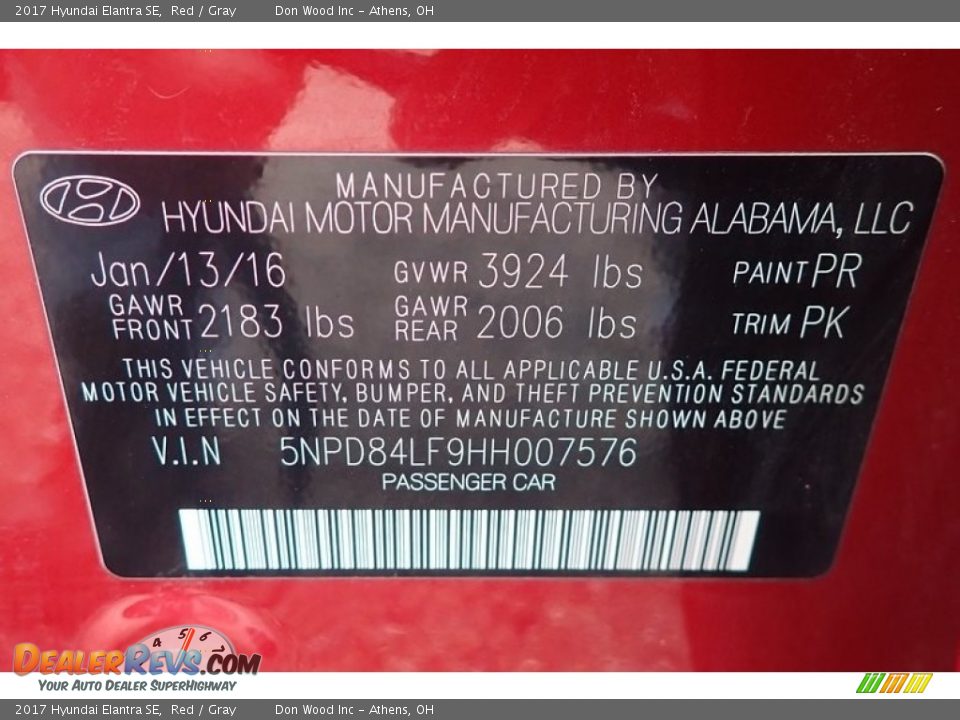 2017 Hyundai Elantra SE, Red / Gray Don Wood Inc - Athens, OH
MANUFACTURED BY
HYUNDAI MOTOR MANUFACTURING ALABAMA, LLC
Jan/13/16 GVWR 3924 lbs PAINT PR
GAWR FRONT 2183 lbs GAWR REAR 2006 lbs TRIM PK
THIS VEHICLE CONFORMS TO ALL APPLICABLE U.S.A. FEDERAL
MOTOR VEHICLE SAFETY, BUMPER, AND THEFT PREVENTION STANDARDS
IN EFFECT ON THE DATE OF MANUFACTURE SHOWN ABOVE
V.I.N 5NPD84LF9HH007576
PASSENGER CAR
4 5 6 7
DEALERREVS.COM
YOUR AUTO DEALER SUPERHIGHWAY
2017 Hyundai Elantra SE, Red / Gray Don Wood Inc - Athens, OH